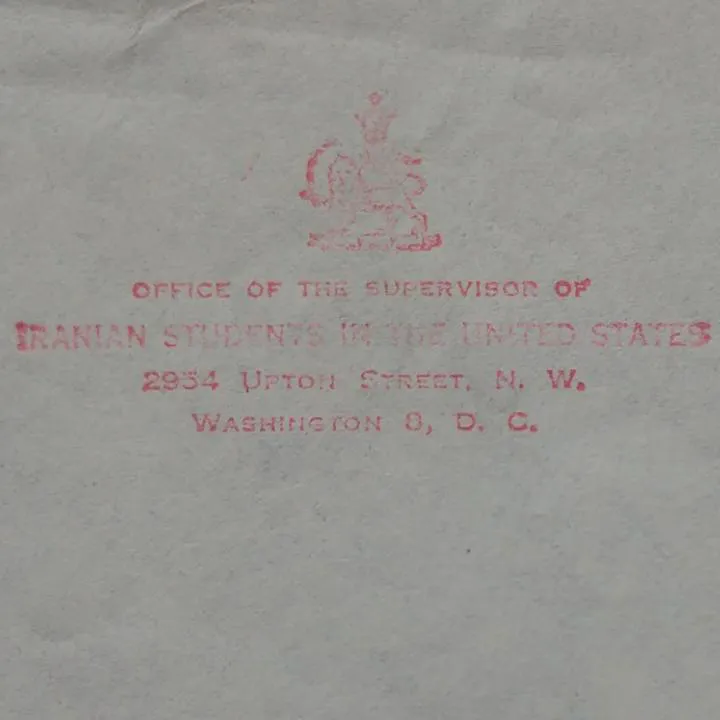 OFFICE OF THE SUPERVISOR OF
IRANIAN STUDENTS IN THE UNITED STATES
2954 UPTON STREET, N. W.
WASHINGTON 8, D. C.